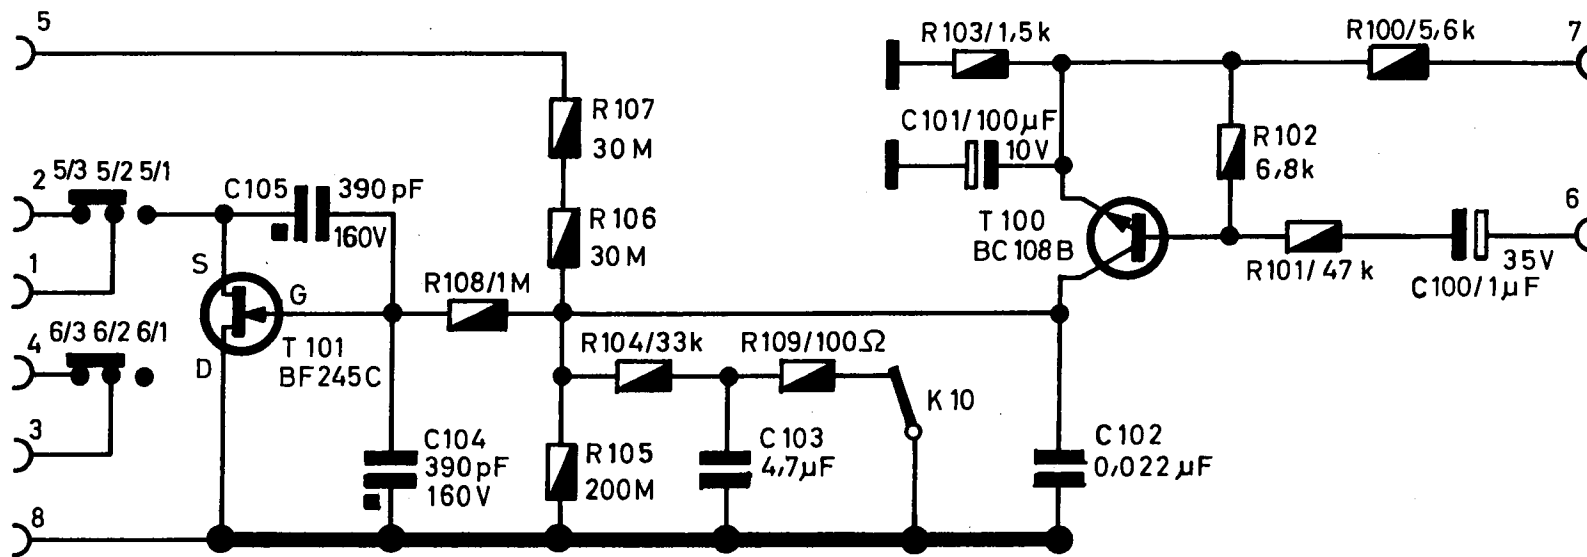 5
R103/1,5k
R100/5,6k
7
R107
30M
C101/100µF
10V
R102
6,8k
2
5/3 5/2 5/1
C105
390pF
160V
R106
30M
T100
BC108B
6
R101/47k
35V
C100/1µF
1
S
G
R108/1M
6/3 6/2 6/1
4
D
T101
BF245C
R104/33k
R109/100Ω
K10
3
C104
390pF
160V
R105
200M
C103
4,7µF
C102
0,022µF
8